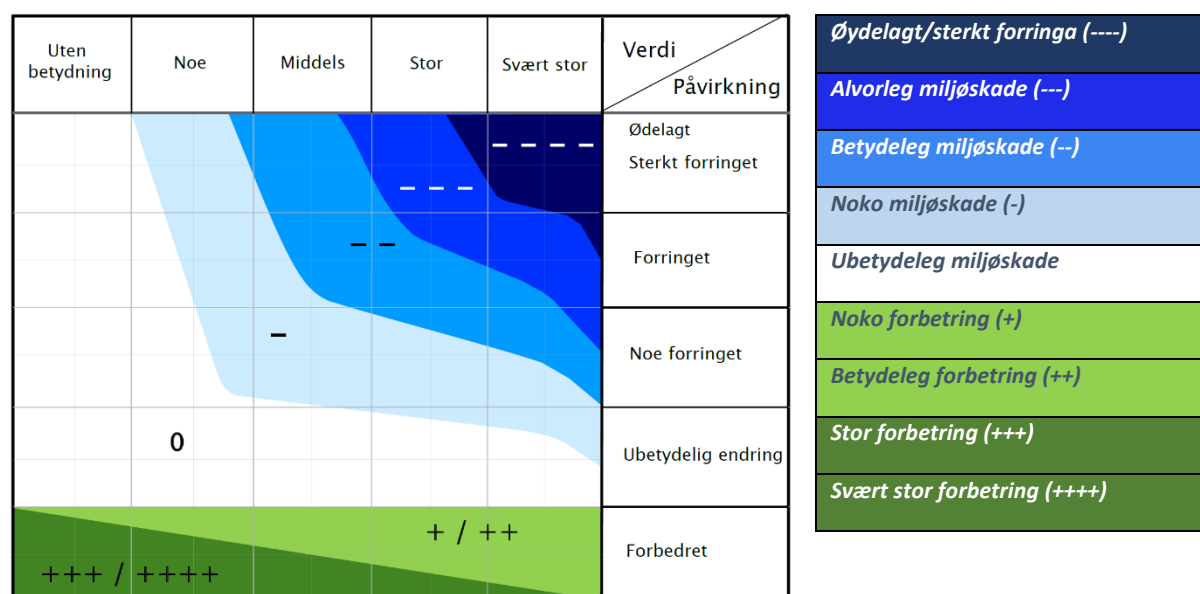 Uten
betydning
Noe
Middels
Stor
Svært stor
Verdi
Påvirkning
Ødelagt
Sterkt forringet
Forringet
Noe forringet
Ubetydelig endring
Forbedret
– – – –
– – –
– –
–
0
+ / ++
+++ / ++++
Øydelagt/sterkt forringa (----)
Alvorleg miljøskade (---)
Betydeleg miljøskade (--)
Noko miljøskade (-)
Ubetydeleg miljøskade
Noko forbetring (+)
Betydeleg forbetring (++)
Stor forbetring (+++)
Svært stor forbetring (++++)